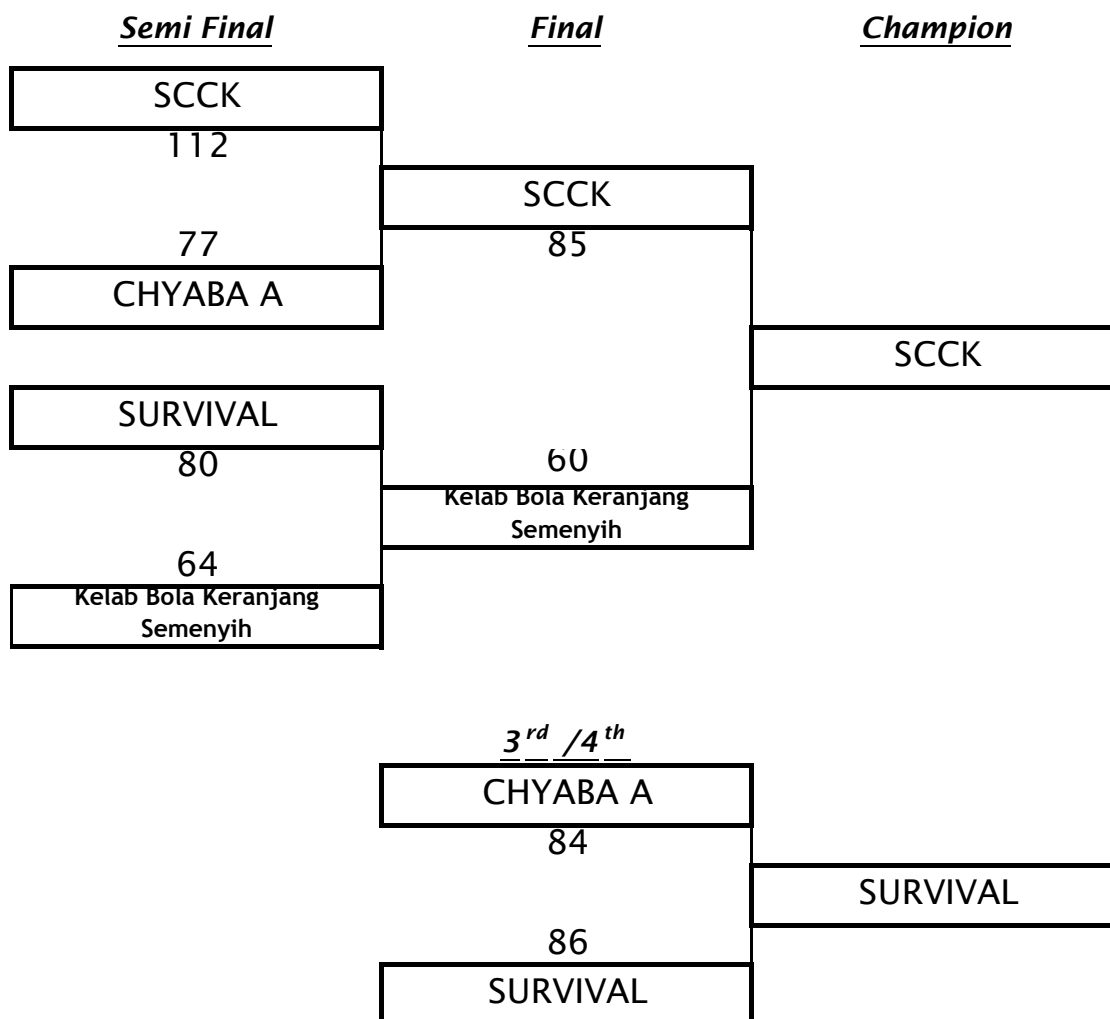 Semi Final
Final
Champion
SCCK
112
SCCK
77
85
CHYABA A
SCCK
SURVIVAL
80
60
Kelab Bola Keranjang
Semenyih
64
Kelab Bola Keranjang
Semenyih
3rd /4th
CHYABA A
84
SURVIVAL
86
SURVIVAL